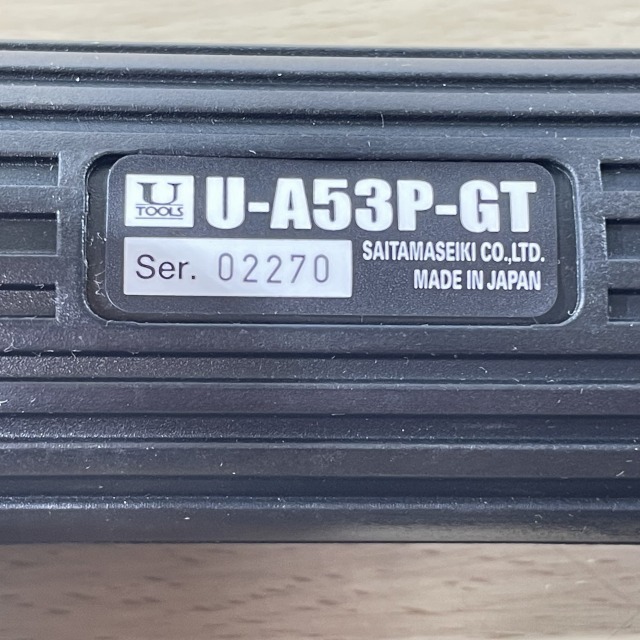 U TOOLS
U-A53P-GT
Ser. 02270
SAITAMASEIKI CO.,LTD.
MADE IN JAPAN